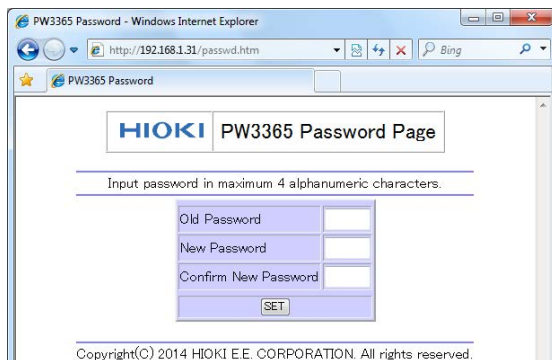 PW3365 Password - Windows Internet Explorer
http://192.168.1.31/passwd.htm
Bing
PW3365 Password
HIOKI PW3365 Password Page
Input password in maximum 4 alphanumeric characters.
Old Password
New Password
Confirm New Password
SET
Copyright(C) 2014 HIOKI E.E. CORPORATION. All rights reserved.